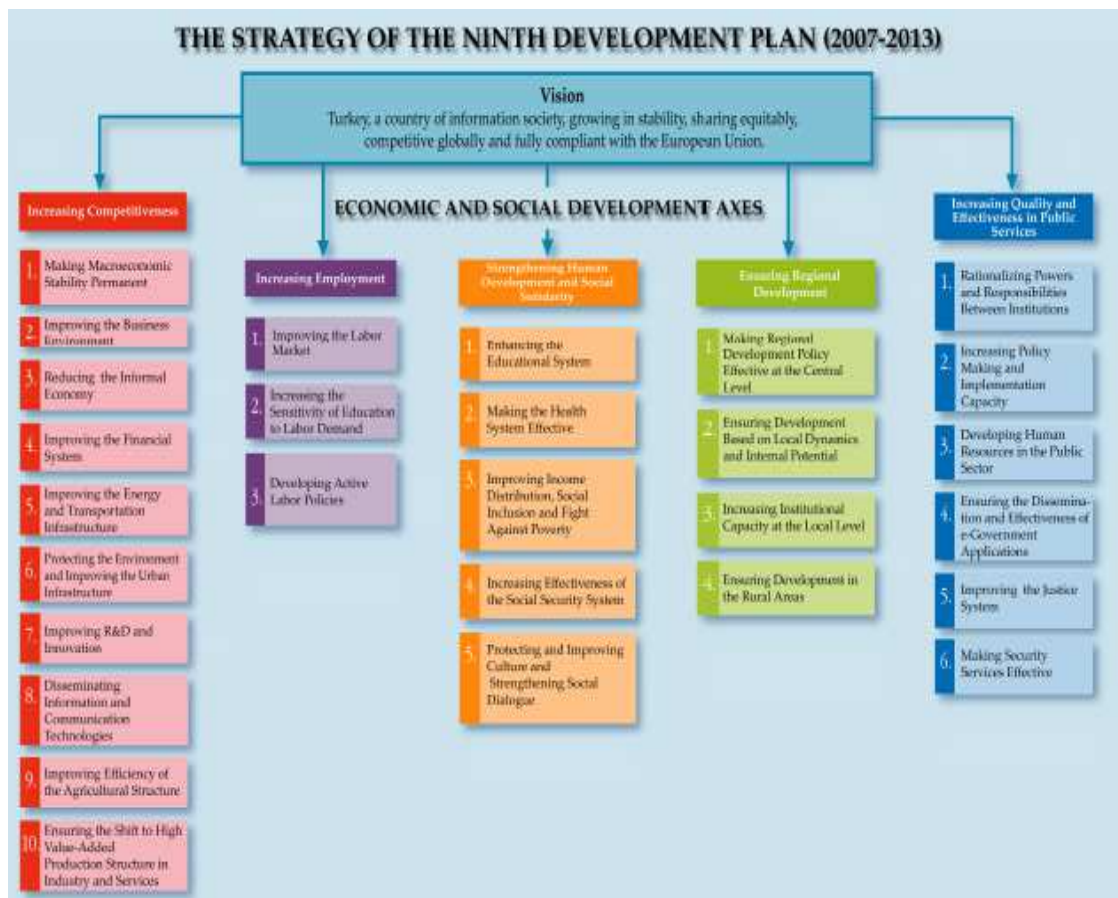 THE STRATEGY OF THE NINTH DEVELOPMENT PLAN (2007-2013)
Vision
Turkey, a country of information society, growing in stability, sharing equitably,
competitive globally and fully compliant with the European Union.
ECONOMIC AND SOCIAL DEVELOPMENT AXES
Increasing Competitiveness
1. Making Macroeconomic
Stability Permanent
2. Improving the Business
Environment
3. Reducing the Informal
Economy
4. Improving the Financial
System
5. Improving the Energy
and Transportation
Infrastructure
6. Protecting the Environment
and Improving the Urban
Infrastructure
7. Improving R&D and
Innovation
8. Disseminating
Information and
Communication
Technologies
9. Improving Efficiency of
the Agricultural Structure
10. Ensuring the Shift to High
Value-Added
Production Structure in
Industry and Services
Increasing Employment
1. Improving the Labor
Market
2. Increasing the
Sensitivity of Education
to Labor Demand
3. Developing Active
Labor Policies
Strengthening Human
Development and Social
Solidarity
1. Enhancing the
Educational System
2. Making the Health
System Effective
3. Improving Income
Distribution, Social
Inclusion and Fight
Against Poverty
4. Increasing Effectiveness of
the Social Security System
5. Protecting and Improving
Culture and
Strengthening Social
Dialogue
Ensuring Regional
Development
1. Making Regional
Development Policy
Effective at the Central
Level
2. Ensuring Development
Based on Local Dynamics
and Internal Potential
3. Increasing Institutional
Capacity at the Local Level
4. Ensuring Development in
the Rural Areas
Increasing Quality and
Effectiveness in Public
Services
1. Rationalizing Powers
and Responsibilities
Between Institutions
2. Increasing Policy
Making and
Implementation
Capacity
3. Developing Human
Resources in the Public
Sector
4. Ensuring the Dissemina-
tion and Effectiveness of
e-Government
Applications
5. Improving the Justice
System
6. Making Security
Services Effective